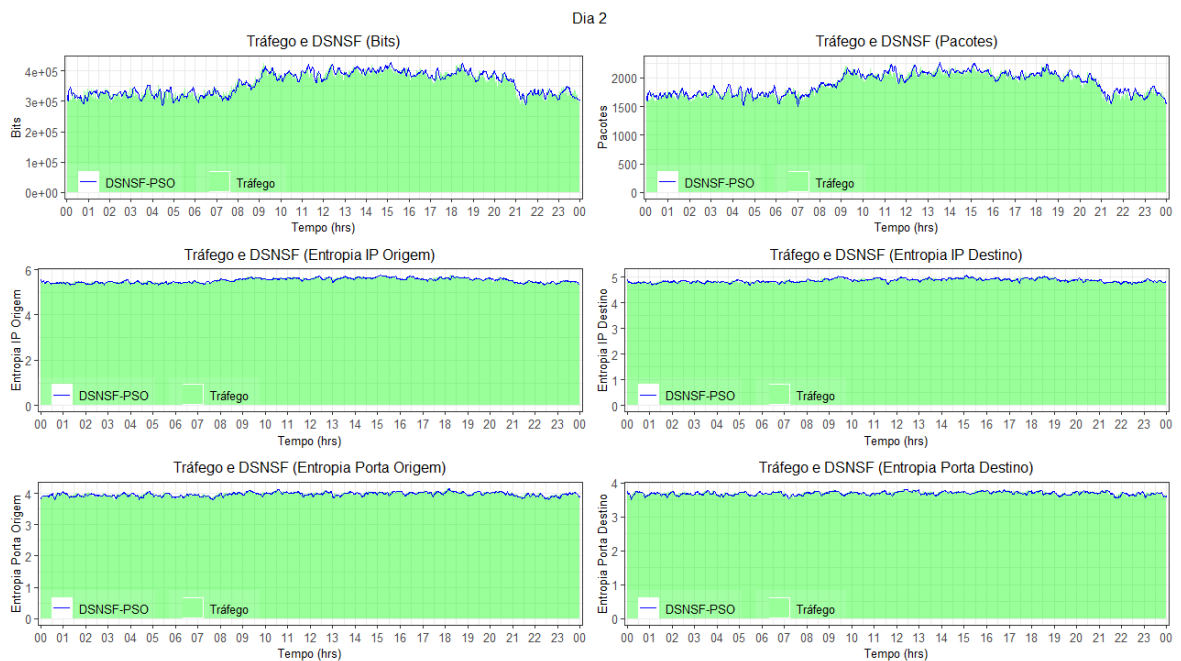 Dia 2
Tráfego e DSNSF (Bits)
Bits
4e+05
3e+05
2e+05
1e+05
0e+00
DSNSF-PSO
Tráfego
00 01 02 03 04 05 06 07 08 09 10 11 12 13 14 15 16 17 18 19 20 21 22 23 00
Tempo (hrs)
Tráfego e DSNSF (Pacotes)
Pacotes
2000
1500
1000
500
0
DSNSF-PSO
Tráfego
00 01 02 03 04 05 06 07 08 09 10 11 12 13 14 15 16 17 18 19 20 21 22 23 00
Tempo (hrs)
Tráfego e DSNSF (Entropia IP Origem)
Entropia IP Origem
6
4
2
0
DSNSF-PSO
Tráfego
00 01 02 03 04 05 06 07 08 09 10 11 12 13 14 15 16 17 18 19 20 21 22 23 00
Tempo (hrs)
Tráfego e DSNSF (Entropia IP Destino)
Entropia IP Destino
5
4
3
2
1
0
DSNSF-PSO
Tráfego
00 01 02 03 04 05 06 07 08 09 10 11 12 13 14 15 16 17 18 19 20 21 22 23 00
Tempo (hrs)
Tráfego e DSNSF (Entropia Porta Origem)
Entropia Porta Origem
4
3
2
1
0
DSNSF-PSO
Tráfego
00 01 02 03 04 05 06 07 08 09 10 11 12 13 14 15 16 17 18 19 20 21 22 23 00
Tempo (hrs)
Tráfego e DSNSF (Entropia Porta Destino)
Entropia Porta Destino
4
3
2
1
0
DSNSF-PSO
Tráfego
00 01 02 03 04 05 06 07 08 09 10 11 12 13 14 15 16 17 18 19 20 21 22 23 00
Tempo (hrs)